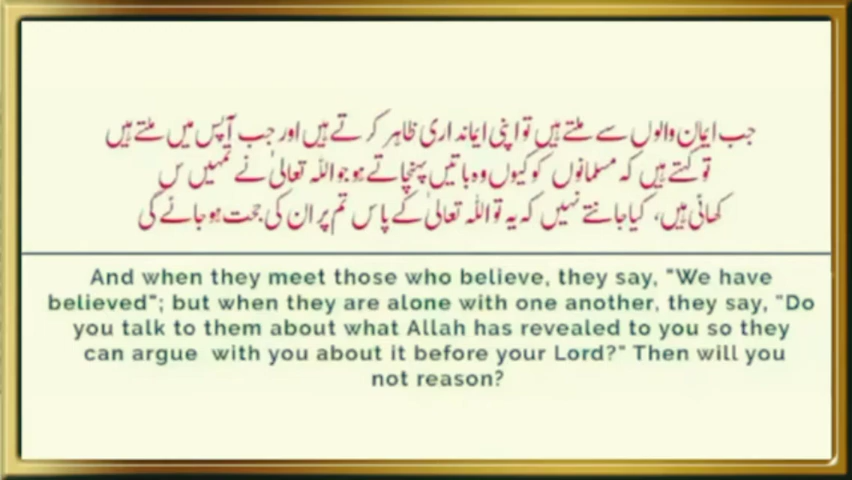 جب ایمان والوں سے ملتے ہیں تو اپنی ایمانداری ظاہر کرتے ہیں اور جب آپس میں ملتے ہیں
تو کہتے ہیں کہ مسلمانوں کو کیوں وہ باتیں پہنچاتے ہو جو اللہ تعالیٰ نے تمہیں س
کھائی ہیں، کیا جانتے نہیں کہ یہ تو اللہ تعالیٰ کے پاس تم پر ان کی حجت ہوجائے گی
And when they meet those who believe, they say, "We have
believed"; but when they are alone with one another, they say, "Do
you talk to them about what Allah has revealed to you so they
can argue with you about it before your Lord?" Then will you
not reason?